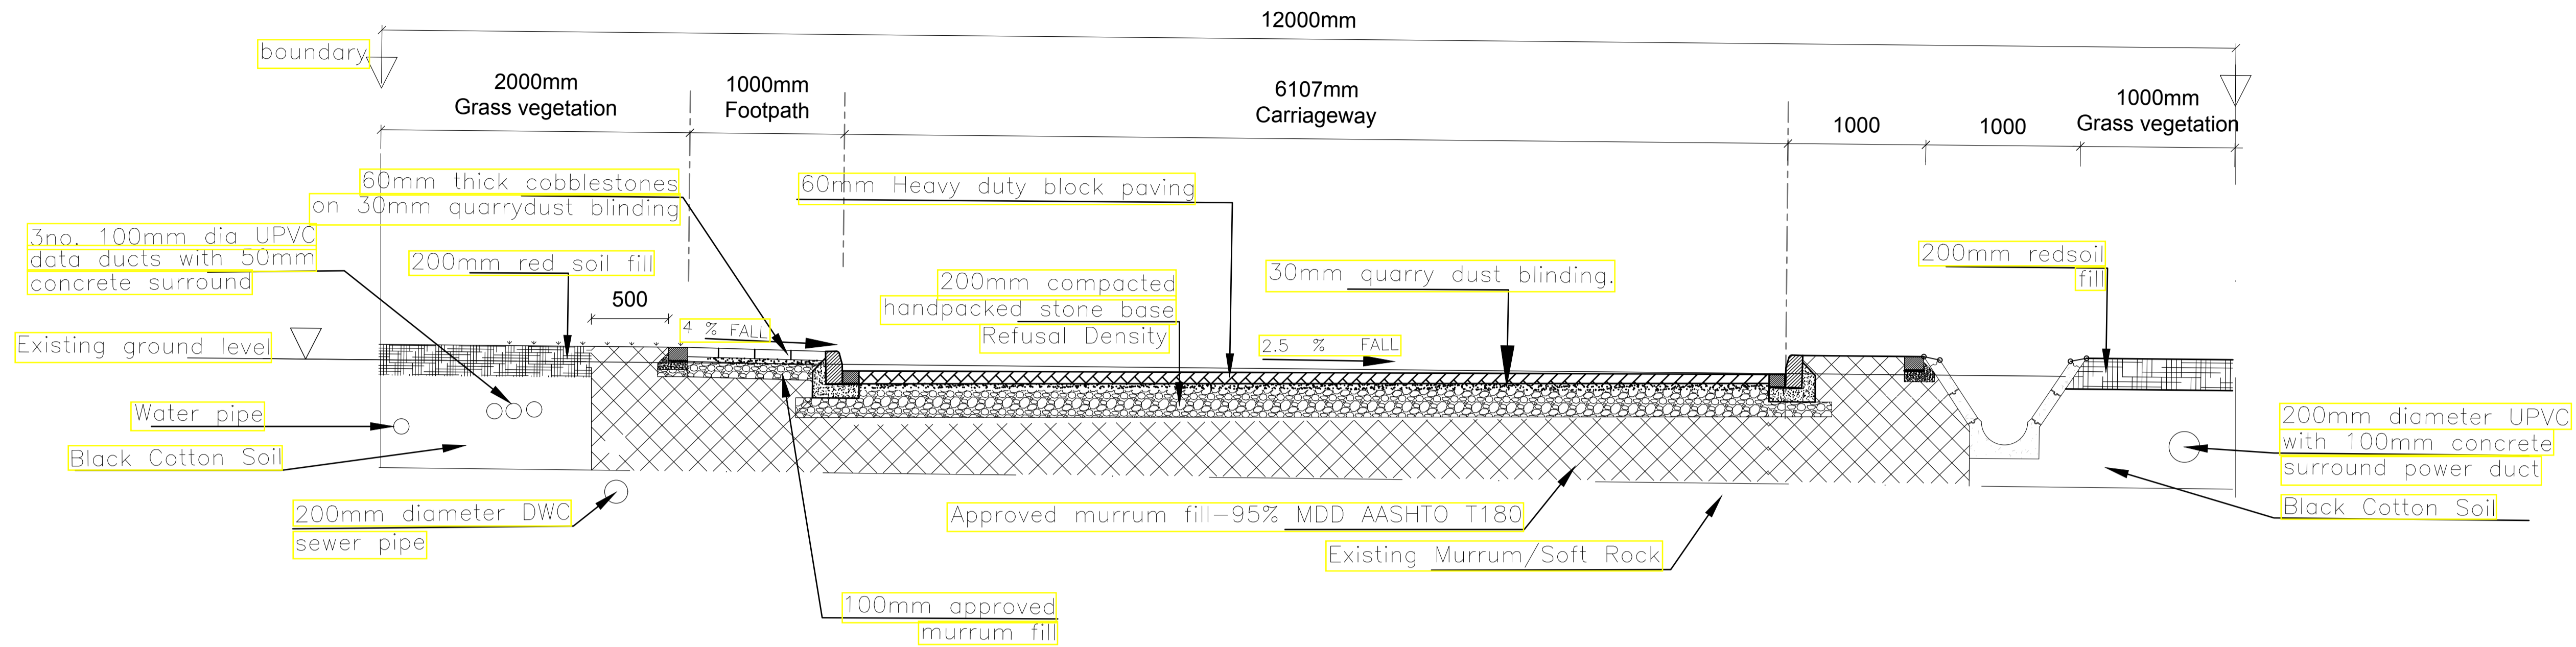 12000mm
boundary
2000mm
Grass vegetation
1000mm
Footpath
6107mm
Carriageway
1000
1000
1000mm
Grass vegetation
60mm thick cobblestones
on 30mm quarrydust blinding
60mm Heavy duty block paving
3no. 100mm dia UPVC
data ducts with 50mm
concrete surround
200mm red soil fill
200mm compacted
handpacked stone base
Refusal Density
30mm quarry dust blinding.
200mm redsoil
fill
500
4 % FALL
2.5 % FALL
Existing ground level
Water pipe
Black Cotton Soil
200mm diameter UPVC
with 100mm concrete
surround power duct
Black Cotton Soil
200mm diameter DWC
sewer pipe
Approved murrum fill-95% MDD AASHTO T180
Existing Murrum/Soft Rock
100mm approved
murrum fill